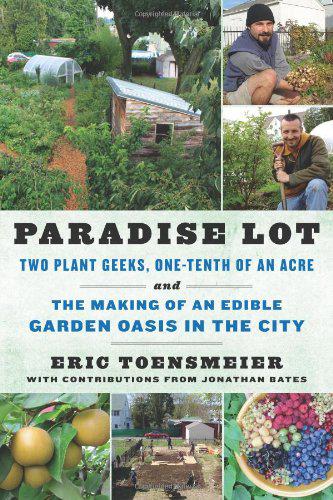 PARADISE LOT
TWO PLANT GEEKS, ONE-TENTH OF AN ACRE
and
THE MAKING OF AN EDIBLE
GARDEN OASIS IN THE CITY
ERIC TOENSMEIER
WITH CONTRIBUTIONS FROM JONATHAN BATES